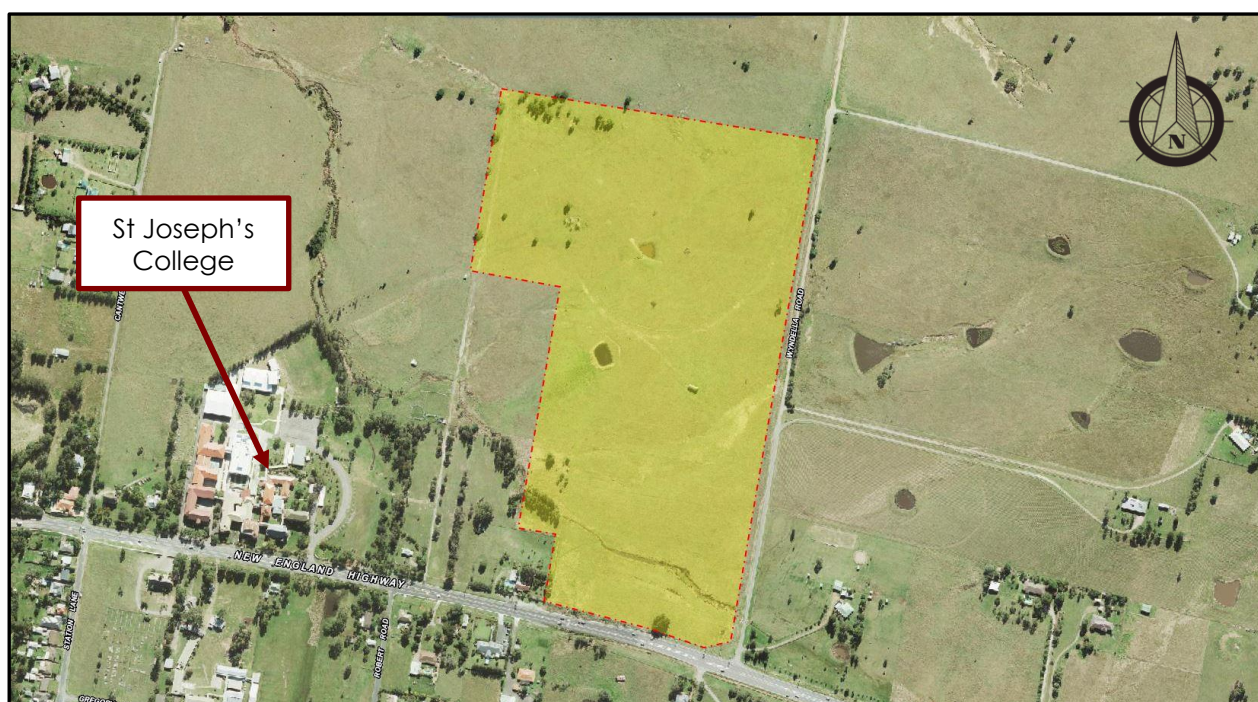 N
St Joseph's
College
WYNDELLA ROAD
NEW ENGLAND HIGHWAY
STATION LANE
ROBERT ROAD